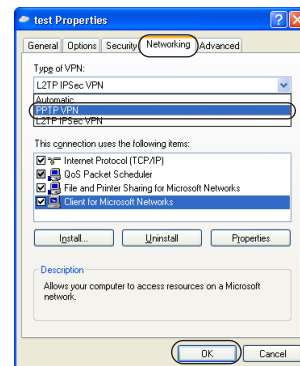 test Properties
General Options Security Networking Advanced
Type of VPN:
L2TP IPSec VPN
Automatic
PPTP VPN
L2TP IPSec VPN
This connection uses the following items:
Internet Protocol (TCP/IP)
QoS Packet Scheduler
File and Printer Sharing for Microsoft Networks
Client for Microsoft Networks
Install... Uninstall Properties
Description
Allows your computer to access resources on a Microsoft
network.
OK Cancel